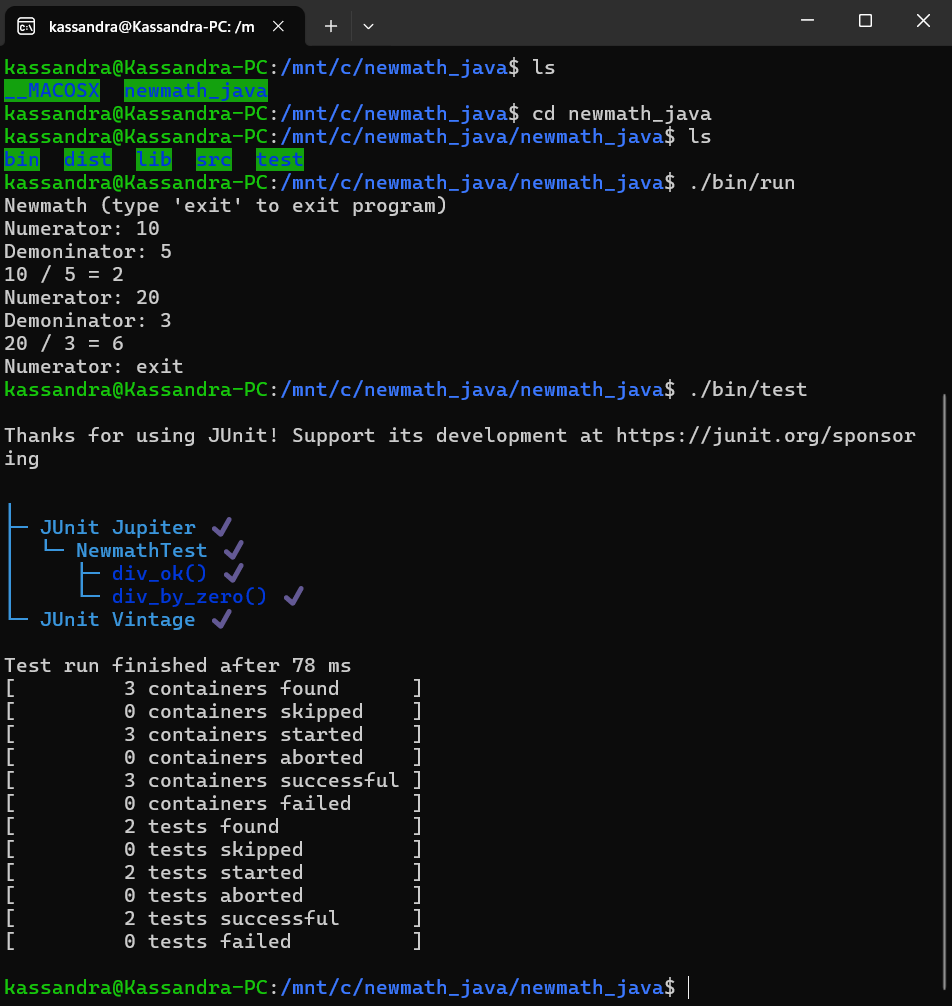 kassandra@Kassandra-PC: /m
kassandra@Kassandra-PC:/mnt/c/newmath_java$ ls
__MACOSX  newmath_java
kassandra@Kassandra-PC:/mnt/c/newmath_java$ cd newmath_java
kassandra@Kassandra-PC:/mnt/c/newmath_java/newmath_java$ ls
bin  dist  lib  src  test
kassandra@Kassandra-PC:/mnt/c/newmath_java/newmath_java$ ./bin/run
Newmath (type 'exit' to exit program)
Numerator: 10
Demoninator: 5
10 / 5 = 2
Numerator: 20
Demoninator: 3
20 / 3 = 6
Numerator: exit
kassandra@Kassandra-PC:/mnt/c/newmath_java/newmath_java$ ./bin/test
Thanks for using JUnit! Support its development at https://junit.org/sponsor
ing
├─ JUnit Jupiter ✔
│  └─ NewmathTest ✔
│     ├─ div_ok() ✔
│     └─ div_by_zero() ✔
└─ JUnit Vintage ✔
Test run finished after 78 ms
[         3 containers found      ]
[         0 containers skipped    ]
[         3 containers started    ]
[         0 containers aborted    ]
[         3 containers successful ]
[         0 containers failed     ]
[         2 tests found           ]
[         0 tests skipped         ]
[         2 tests started         ]
[         0 tests aborted         ]
[         2 tests successful      ]
[         0 tests failed          ]
kassandra@Kassandra-PC:/mnt/c/newmath_java/newmath_java$